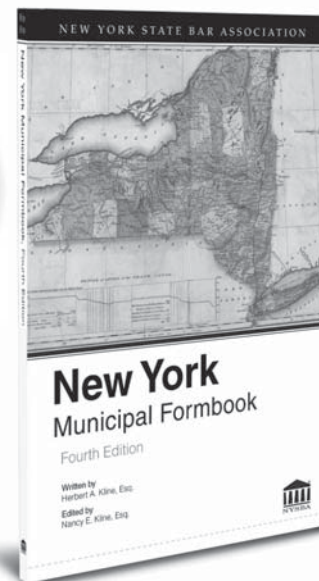 NEW YORK STATE BAR ASSOCIATION
New York Municipal Formbook, Fourth Edition
New York
Municipal Formbook
Fourth Edition
Written by
Herbert A. Kline, Esq.
Edited by
Nancy E. Kline, Esq.
NYSBA